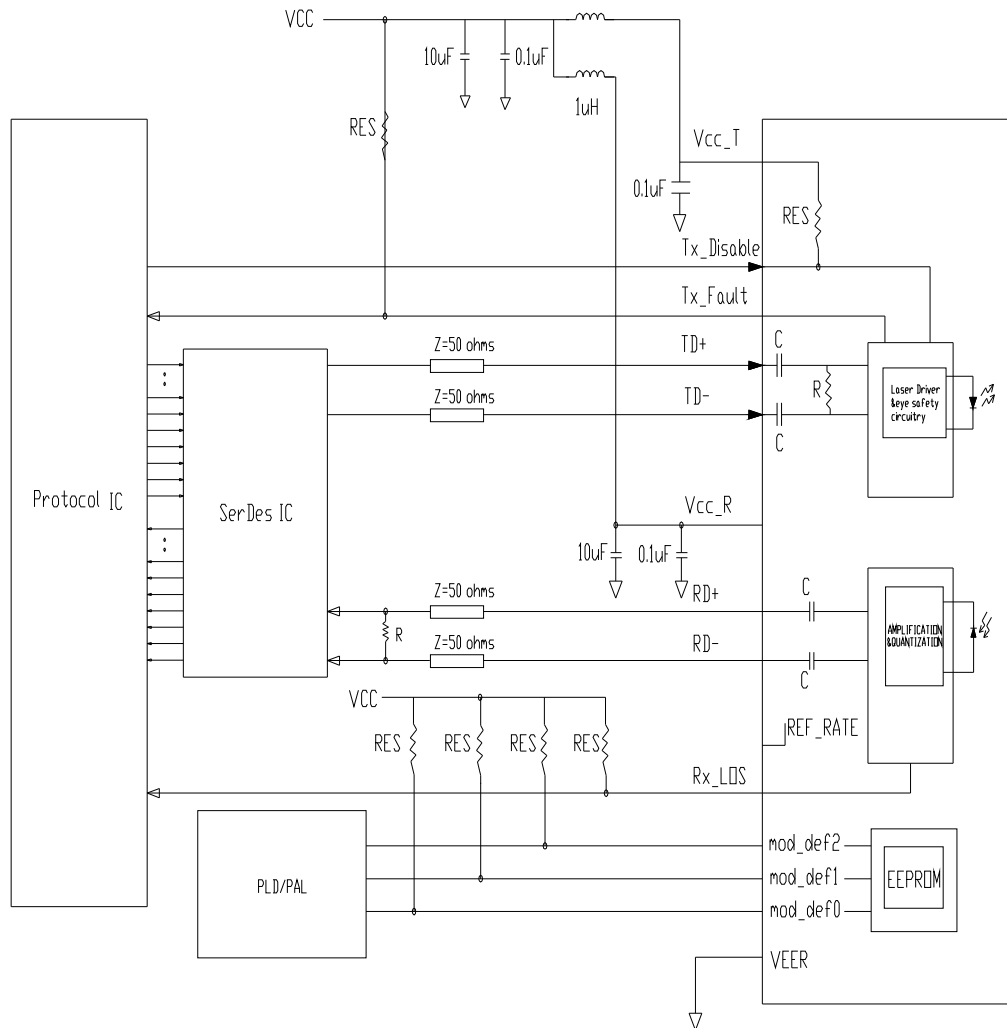 VCC
10uF
0.1uF
1uH
RES
Vcc_T
0.1uF
RES
Tx_Disable
Tx_Fault
Z=50 ohms
TD+
C
Z=50 ohms
TD-
R
C
Laser Driver
&eye safety
circuitry
Protocol IC
SerDes IC
Vcc_R
10uF
0.1uF
Z=50 ohms
RD+
C
R
Z=50 ohms
RD-
C
AMPLIFICATION
&QUANTIZATION
VCC
RES
RES
RES
RES
REF_RATE
Rx_LOS
PLD/PAL
mod_def2
mod_def1
mod_def0
EEPROM
VEER